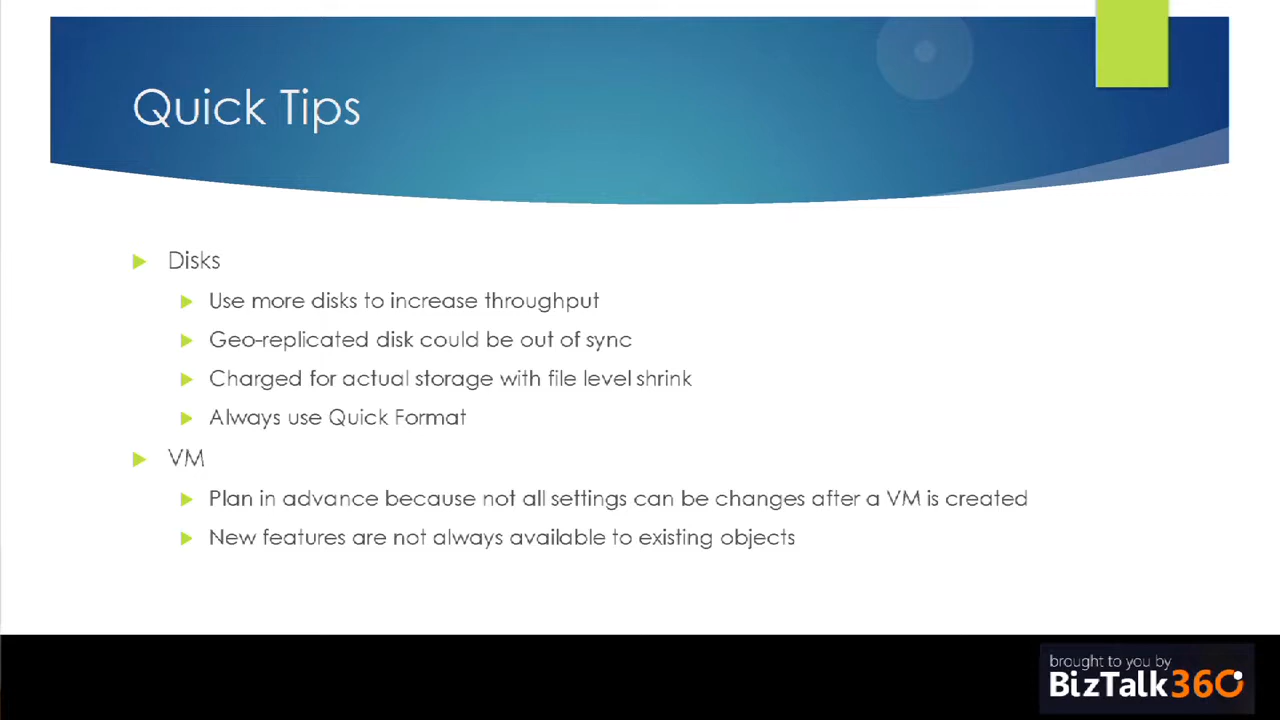 Quick Tips
Disks
Use more disks to increase throughput
Geo-replicated disk could be out of sync
Charged for actual storage with file level shrink
Always use Quick Format
VM
Plan in advance because not all settings can be changes after a VM is created
New features are not always available to existing objects
brought to you by
BizTalk360